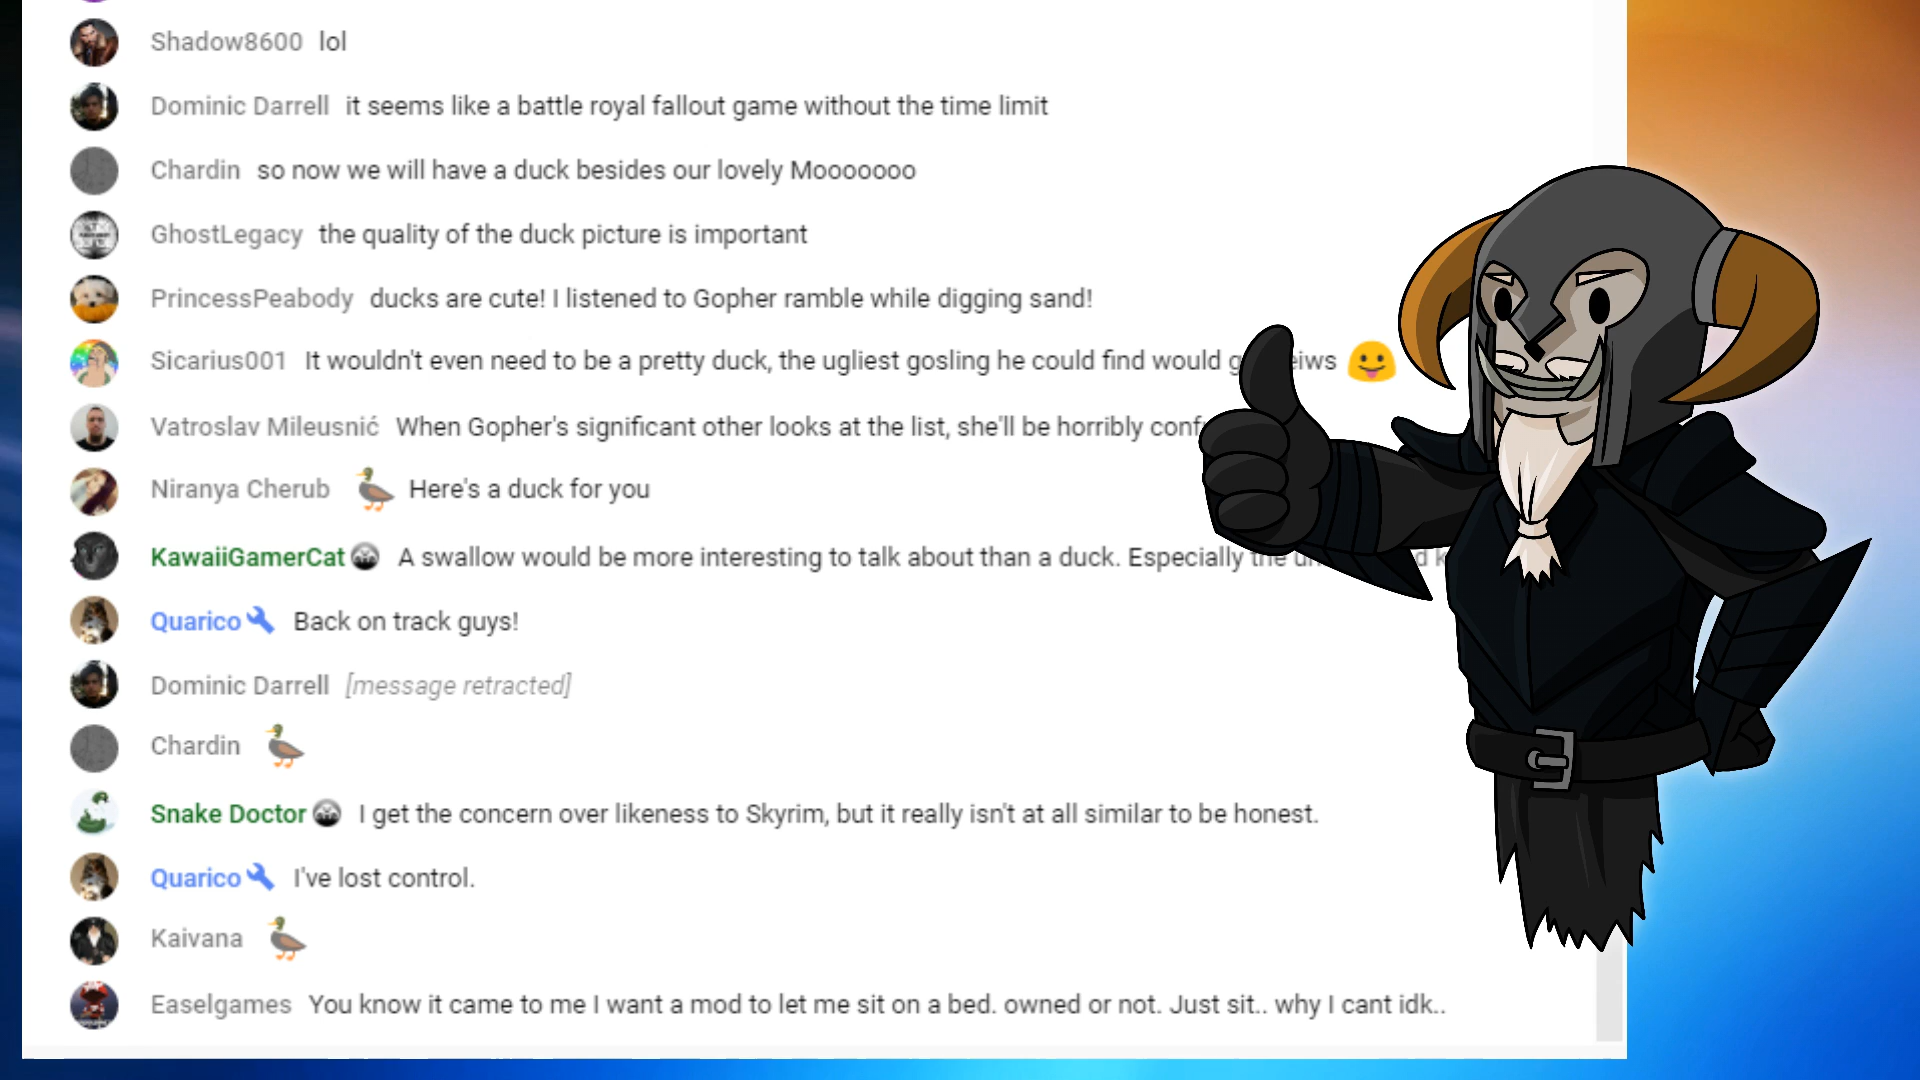 Shadow8600 lol
Dominic Darrell it seems like a battle royal fallout game without the time limit
Chardin so now we will have a duck besides our lovely Mooooooo
GhostLegacy the quality of the duck picture is important
PrincessPeabody ducks are cute! I listened to Gopher ramble while digging sand!
Sicarius001 It wouldn't even need to be a pretty duck, the ugliest gosling he could find would
Vatroslav Mileusnić When Gopher's significant other looks at the list, she'll be horribly
Niranya Cherub Here's a duck for you
KawaiiGamerCat A swallow would be more interesting to talk about than a duck. Especially the
Quarico Back on track guys!
Dominic Darrell [message retracted]
Chardin
Snake Doctor I get the concern over likeness to Skyrim, but it really isn't at all similar to be honest.
Quarico I've lost control.
Kaivana
Easelgames You know it came to me I want a mod to let me sit on a bed. owned or not. Just sit.. why I cant idk..